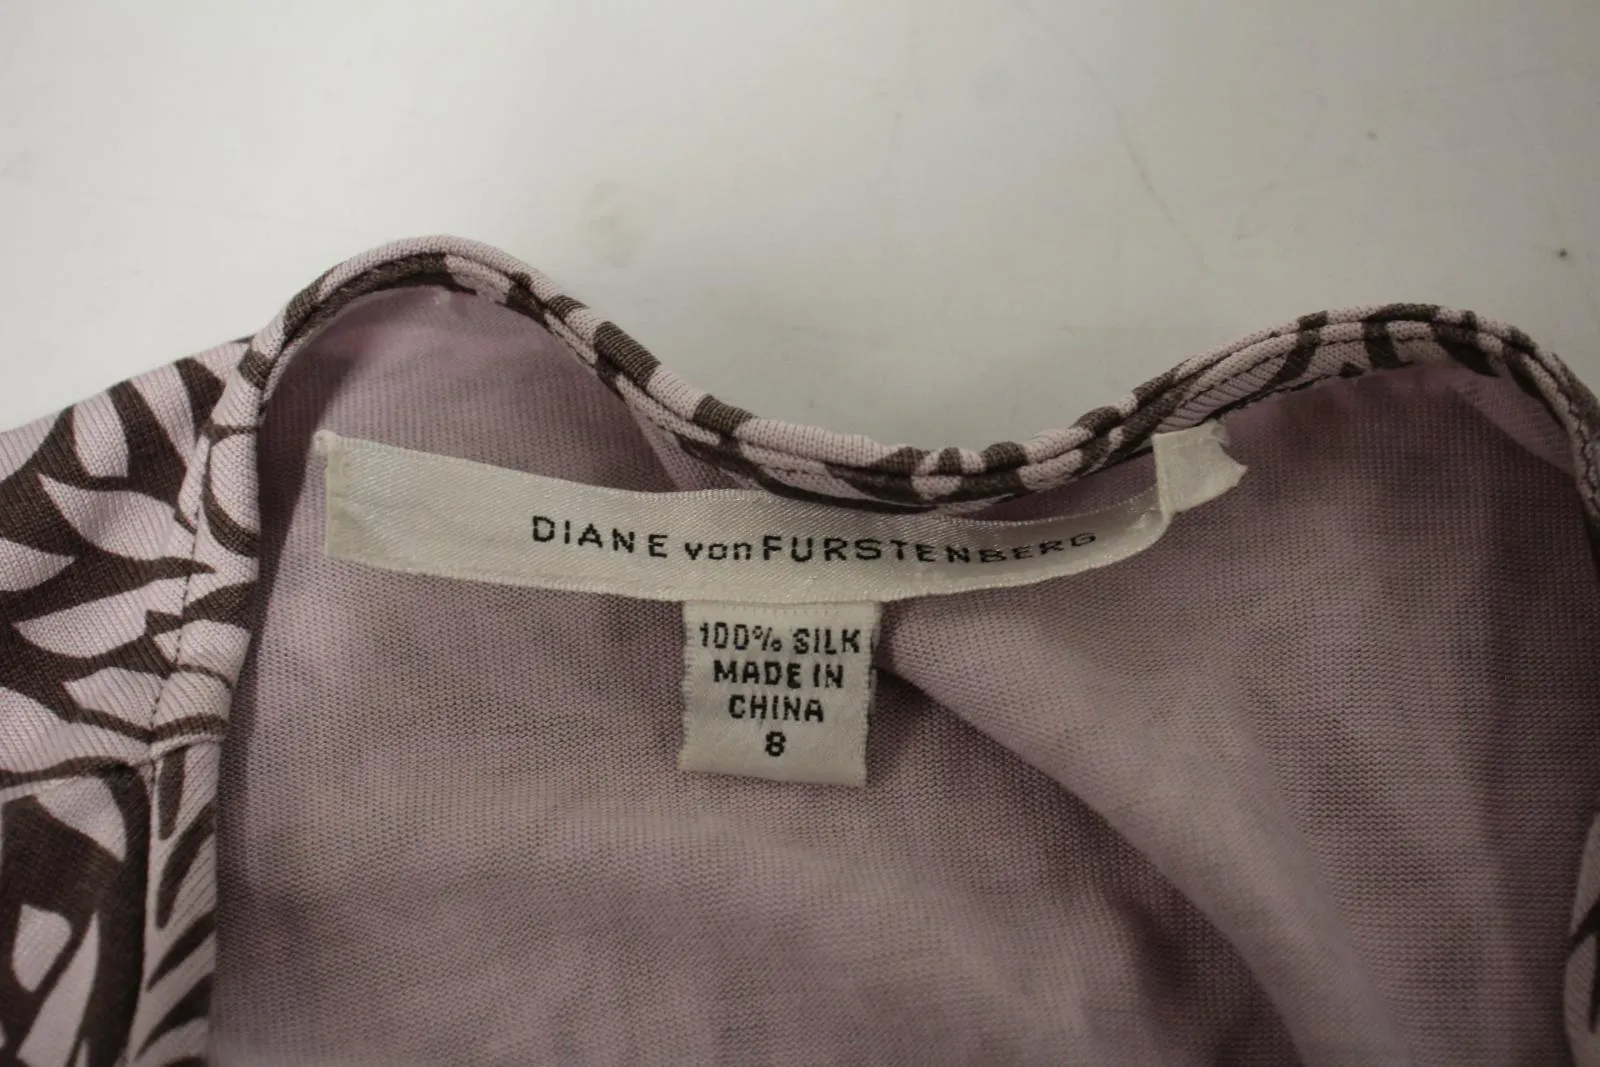 DIANE von FURSTENBERG
100% SILK
MADE IN
CHINA
8